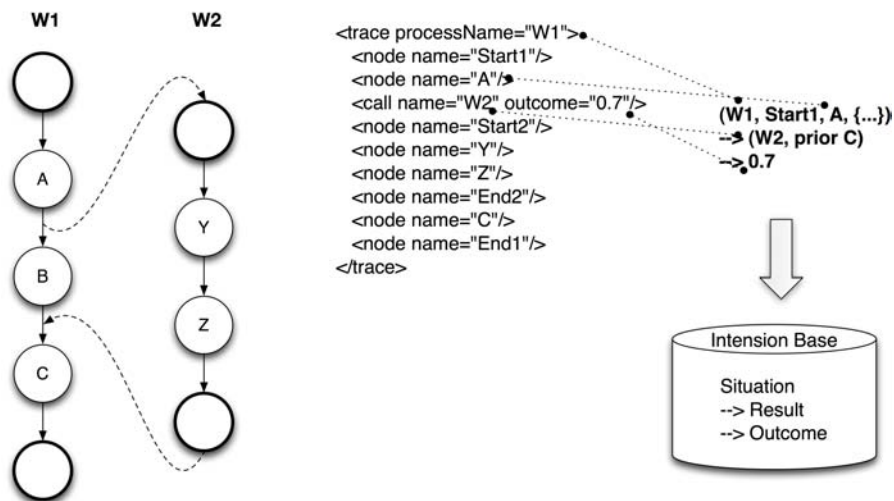 W1
W2
A
B
C
Y
Z
<trace processName="W1">
<node name="Start1"/>
<node name="A"/>
<call name="W2" outcome="0.7"/>
<node name="Start2"/>
<node name="Y"/>
<node name="Z"/>
<node name="End2"/>
<node name="C"/>
<node name="End1"/>
</trace>
(W1, Start1, A, {...})
--> (W2, prior C)
--> 0.7
Intension Base
Situation
--> Result
--> Outcome